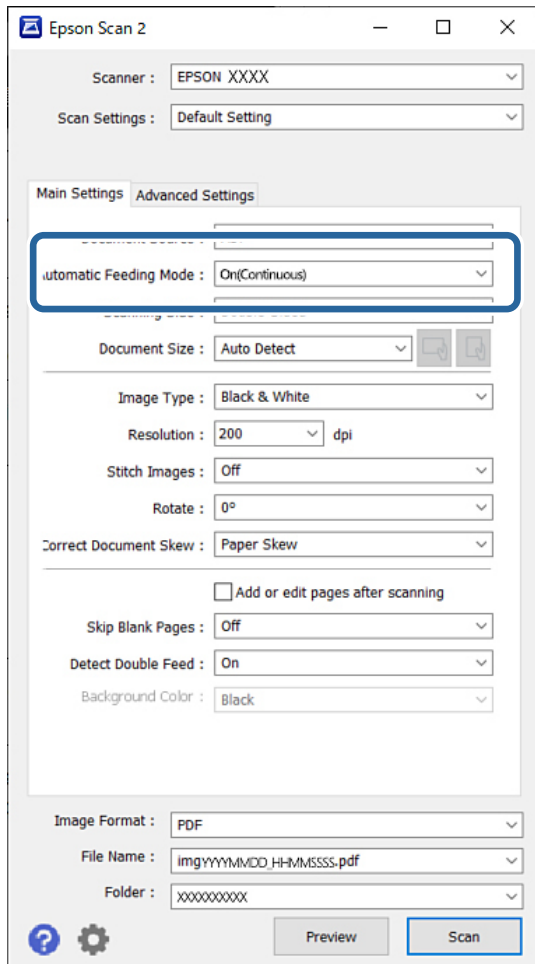 Epson Scan 2
Scanner : EPSON XXXX
Scan Settings : Default Setting
Main Settings Advanced Settings
utomatic Feeding Mode : On(Continuous)
Document Size : Auto Detect
Image Type : Black & White
Resolution : 200 dpi
Stitch Images : Off
Rotate : 0°
Correct Document Skew : Paper Skew
Add or edit pages after scanning
Skip Blank Pages : Off
Detect Double Feed : On
Background Color : Black
Image Format : PDF
File Name : imgYYYYMMDD_HHMMSSSS.pdf
Folder : XXXXXXXXXX
Preview Scan